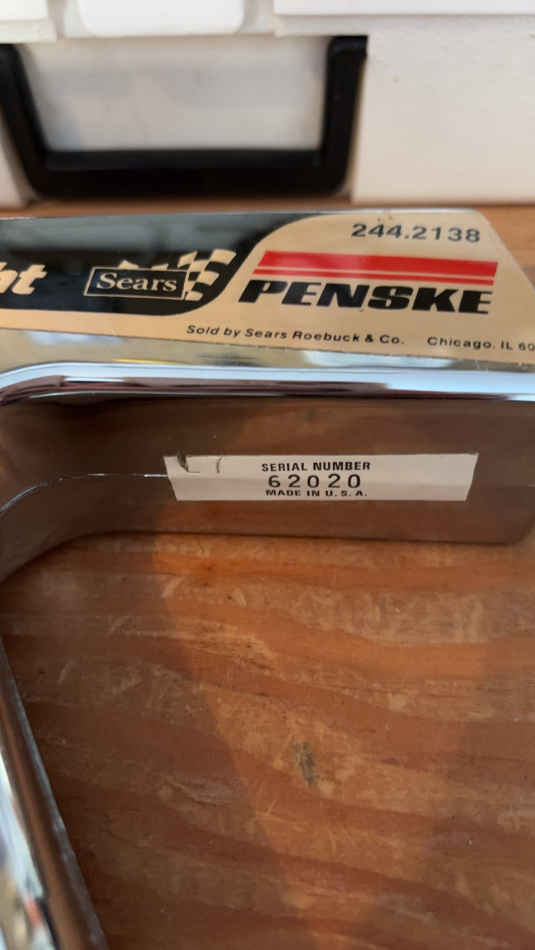 244.2138
ht Sears PENSKE
Sold by Sears Roebuck & Co. Chicago, IL 60
SERIAL NUMBER
62020
MADE IN U.S.A.